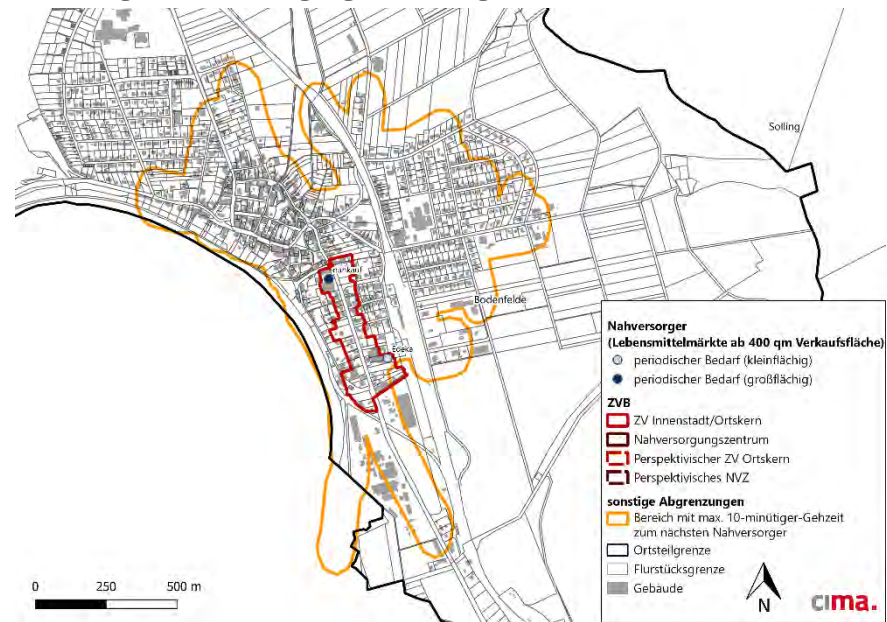 Solling
Edeka
Bodenfelde
Nahversorger
(Lebensmittelmärkte ab 400 qm Verkaufsfläche)
periodischer Bedarf (kleinflächig)
periodischer Bedarf (großflächig)
ZVB
ZV Innenstadt/Ortskern
Nahversorgungszentrum
Perspektivischer ZV Ortskern
Perspektivisches NVZ
sonstige Abgrenzungen
Bereich mit max. 10-minütiger-Gehzeit
zum nächsten Nahversorger
Ortsteilgrenze
Flurstücksgrenze
Gebäude
0 250 500 m
N
cima.